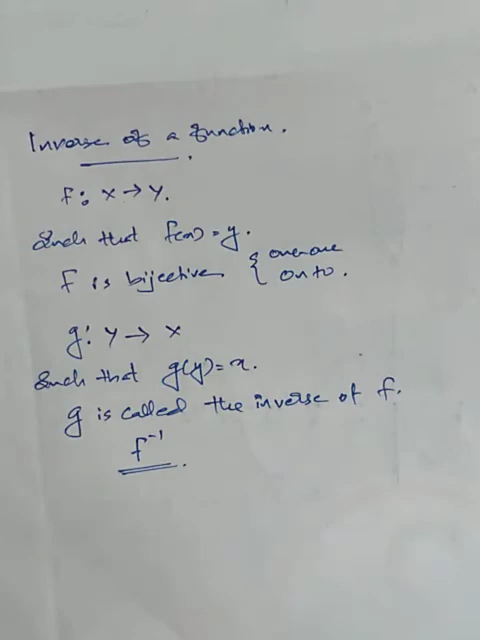 Inverse of a function.
f: X → Y.
Such that f(x) = y.
f is bijective { one-one
onto.
g: Y → X
Such that g(y) = x.
g is called the inverse of f.
f⁻¹.